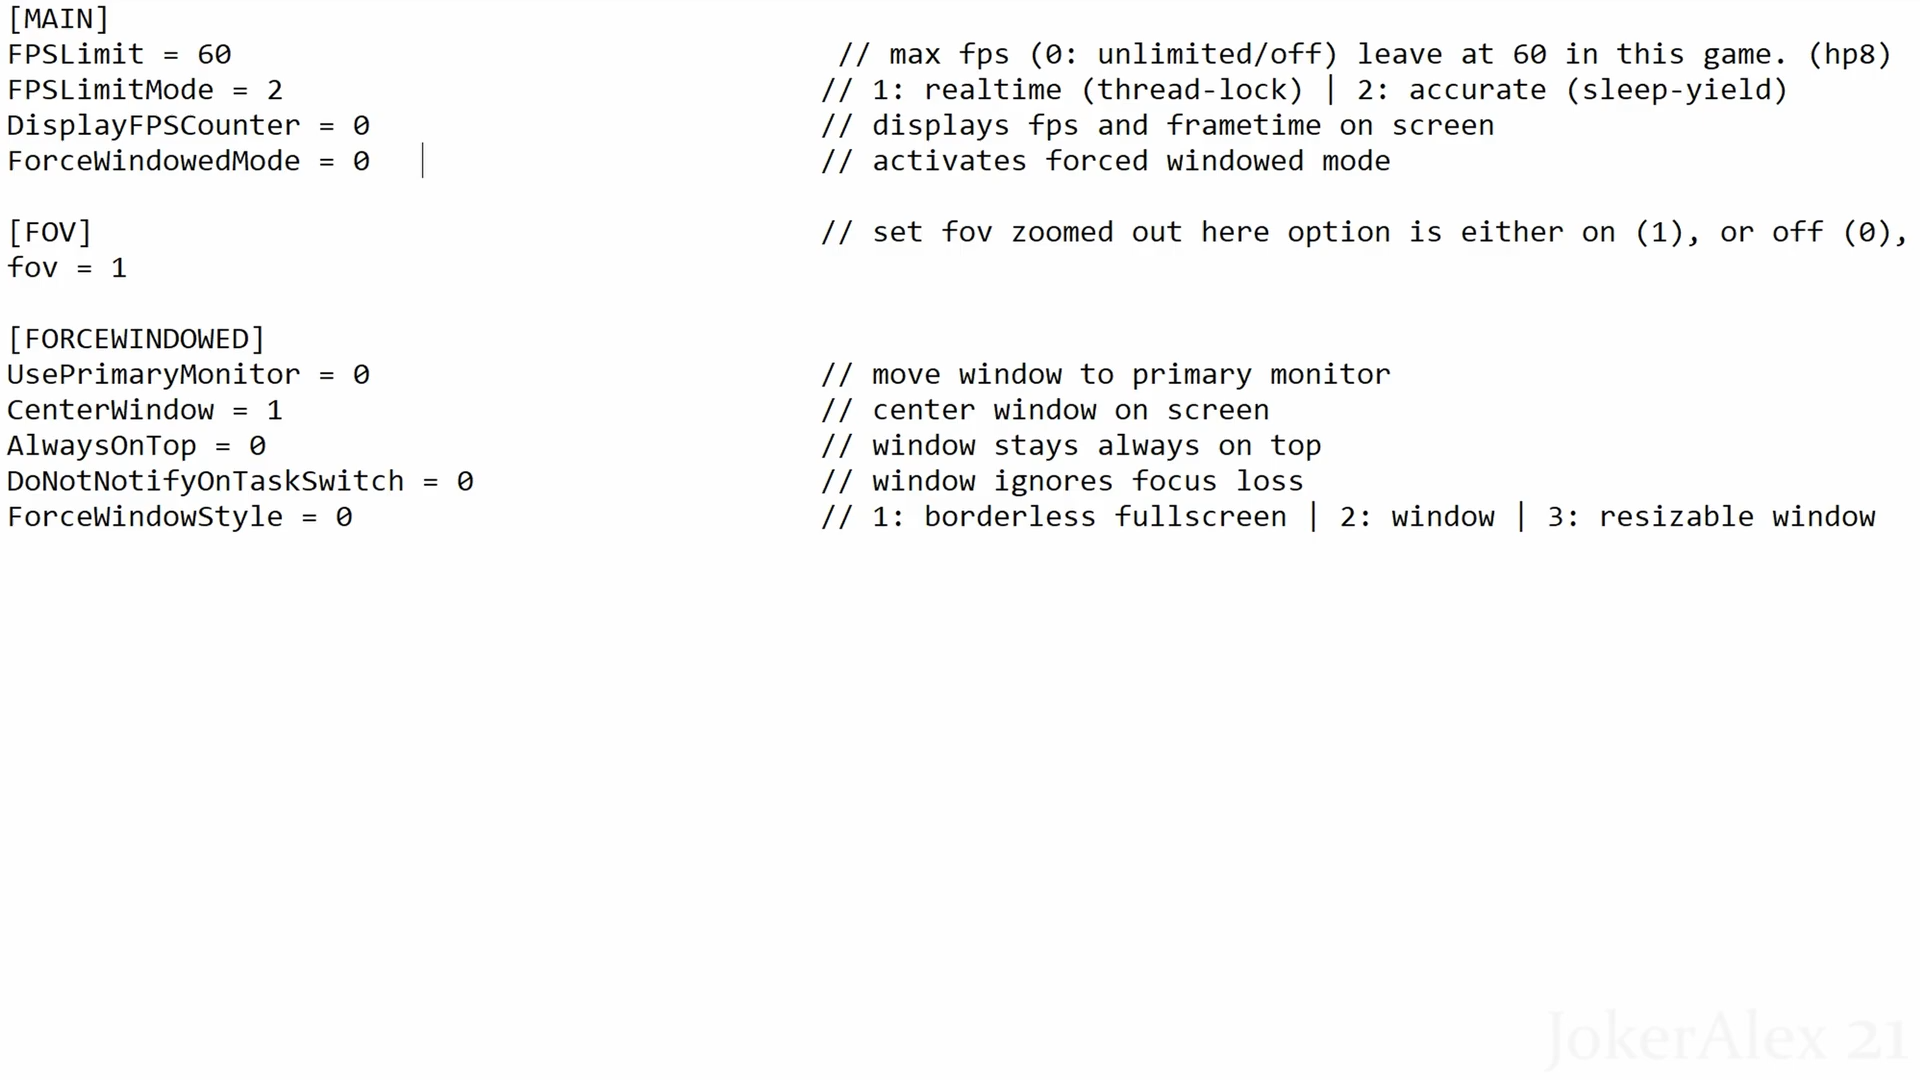 [MAIN]
FPSLimit = 60 // max fps (0: unlimited/off) leave at 60 in this game. (hp8)
FPSLimitMode = 2 // 1: realtime (thread-lock) | 2: accurate (sleep-yield)
DisplayFPSCounter = 0 // displays fps and frametime on screen
ForceWindowedMode = 0 // activates forced windowed mode
[FOV] // set fov zoomed out here option is either on (1), or off (0),
fov = 1
[FORCEWINDOWED]
UsePrimaryMonitor = 0 // move window to primary monitor
CenterWindow = 1 // center window on screen
AlwaysOnTop = 0 // window stays always on top
DoNotNotifyOnTaskSwitch = 0 // window ignores focus loss
ForceWindowStyle = 0 // 1: borderless fullscreen | 2: window | 3: resizable window
JokerAlex 21